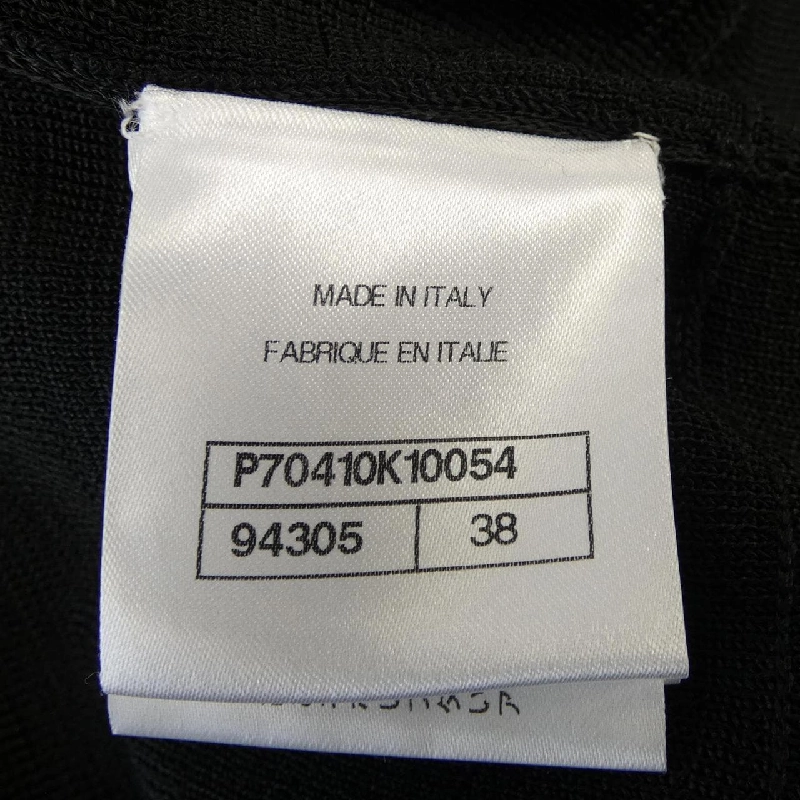 MADE IN ITALY
FABRIQUE EN ITALIE
P70410K10054
94305 38